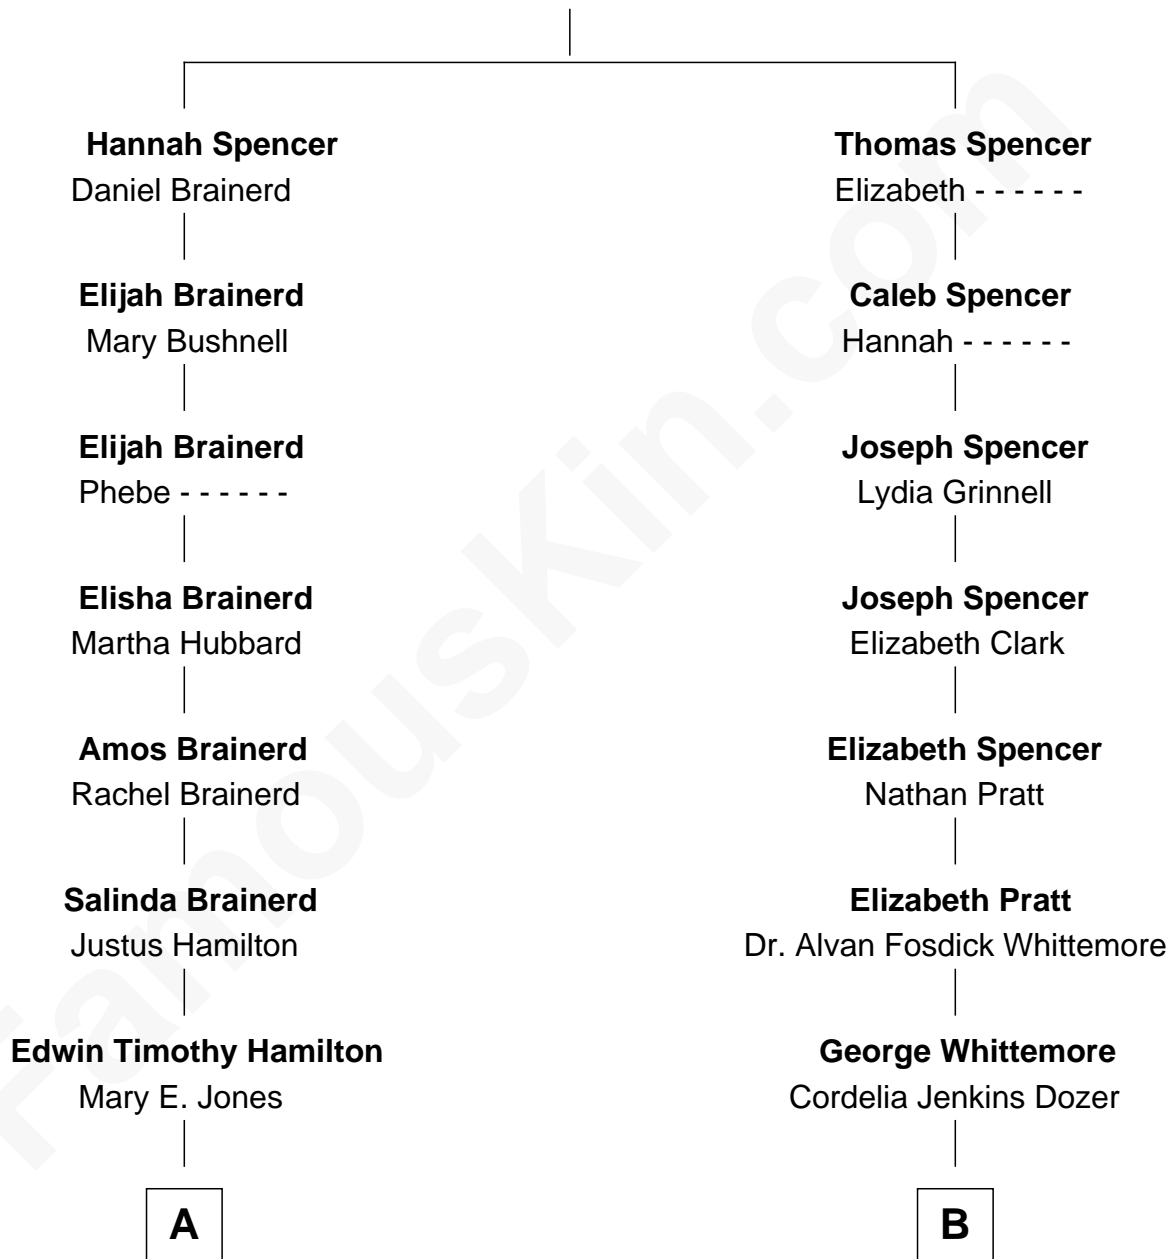 Hannah Spencer
Daniel Brainerd
Elijah Brainerd
Mary Bushnell
Elijah Brainerd
Phebe - - - - - -
Elisha Brainerd
Martha Hubbard
Amos Brainerd
Rachel Brainerd
Salinda Brainerd
Justus Hamilton
Edwin Timothy Hamilton
Mary E. Jones
A
Thomas Spencer
Elizabeth - - - - - -
Caleb Spencer
Hannah - - - - - -
Joseph Spencer
Lydia Grinnell
Joseph Spencer
Elizabeth Clark
Elizabeth Spencer
Nathan Pratt
Elizabeth Pratt
Dr. Alvan Fosdick Whittemore
George Whittemore
Cordelia Jenkins Dozer
B
FamousKin.com